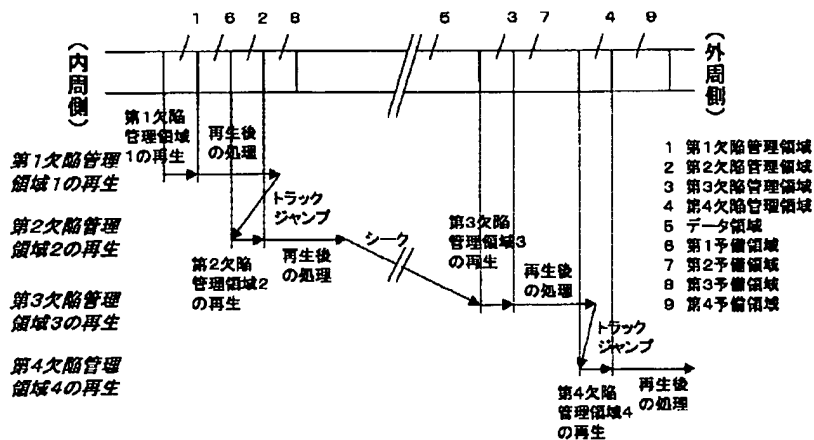 1 6 2 8 5 3 7 4 9
（内周側）
（外周側）
第1欠陥
管理領域
1の再生
再生後
の処理
第1欠陥管理
領域1の再生
トラック
ジャンプ
第2欠陥管理
領域2の再生
第2欠陥
管理領域2
の再生
再生後
の処理
シーク
第3欠陥
管理領域3
の再生
再生後
の処理
第3欠陥管理
領域3の再生
トラック
ジャンプ
第4欠陥管理
領域4の再生
第4欠陥
管理領域4
の再生
再生後
の処理
1 第1欠陥管理領域
2 第2欠陥管理領域
3 第3欠陥管理領域
4 第4欠陥管理領域
5 データ領域
6 第1予備領域
7 第2予備領域
8 第3予備領域
9 第4予備領域